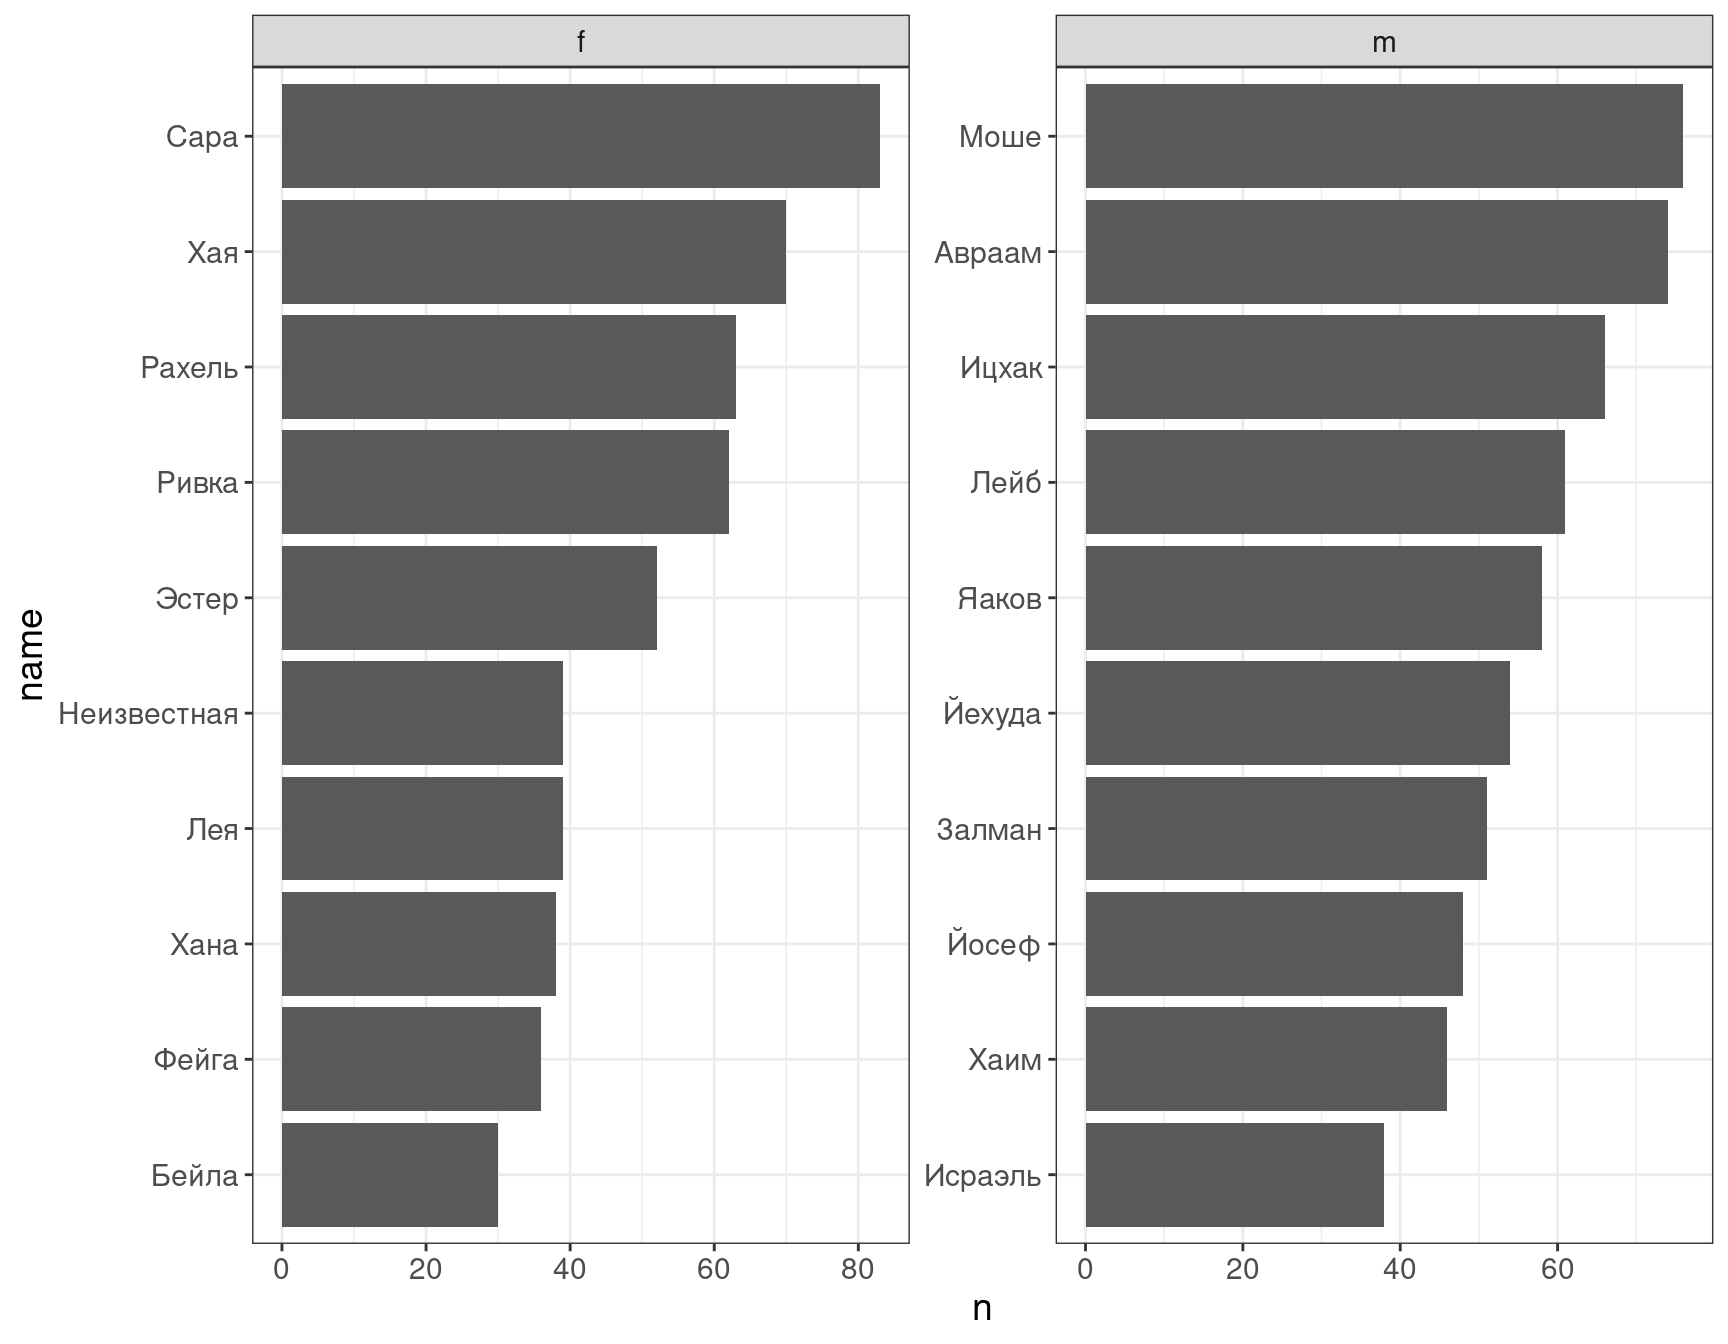 f
Сара
Хая
Рахель
Ривка
Эстер
Неизвестная
Лея
Хана
Фейга
Бейла
0 20 40 60 80
m
Моше
Авраам
Ицхак
Лейб
Яаков
Йехуда
Залман
Йосеф
Хаим
Исраэль
0 20 40 60
name
n